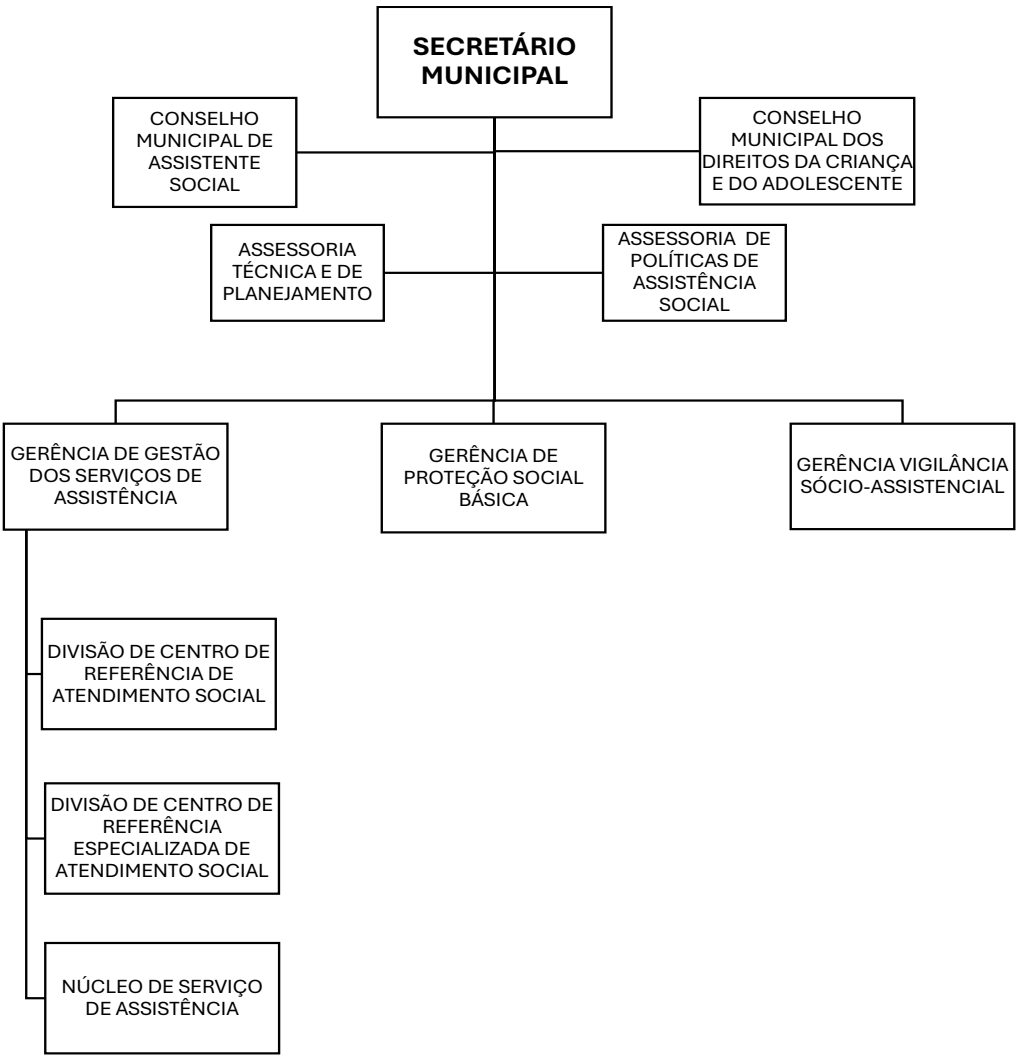 SECRETÁRIO
MUNICIPAL
CONSELHO
MUNICIPAL DE
ASSISTENTE
SOCIAL
CONSELHO
MUNICIPAL DOS
DIREITOS DA CRIANÇA
E DO ADOLESCENTE
ASSESSORIA
TÉCNICA E DE
PLANEJAMENTO
ASSESSORIA DE
POLÍTICAS DE
ASSISTÊNCIA
SOCIAL
GERÊNCIA DE GESTÃO
DOS SERVIÇOS DE
ASSISTÊNCIA
GERÊNCIA DE
PROTEÇÃO SOCIAL
BÁSICA
GERÊNCIA VIGILÂNCIA
SÓCIO-ASSISTENCIAL
DIVISÃO DE CENTRO DE
REFERÊNCIA DE
ATENDIMENTO SOCIAL
DIVISÃO DE CENTRO DE
REFERÊNCIA
ESPECIALIZADA DE
ATENDIMENTO SOCIAL
NÚCLEO DE SERVIÇO
DE ASSISTÊNCIA